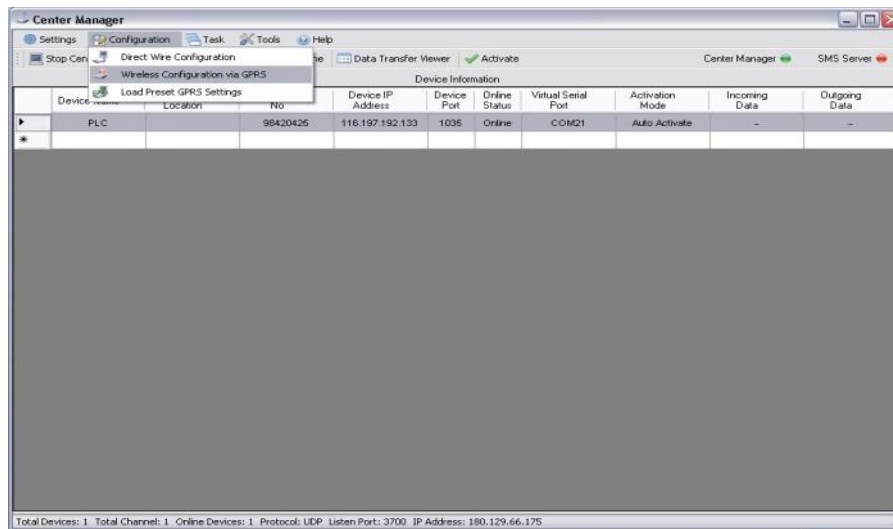 Center Manager
Settings Configuration Task Tools Help
Stop Cen Data Transfer Viewer Activate Center Manager SMS Server
Direct Wire Configuration
Wireless Configuration via GPRS
Load Preset GPRS Settings
Device Information
Device Location No Device IP Address Device Port Online Status Virtual Serial Port Activation Mode Incoming Data Outgoing Data
PLC 98420425 116.197.192.133 1035 Online COM21 Auto Activate - -
Total Devices: 1 Total Channel: 1 Online Devices: 1 Protocol: UDP Listen Port: 3700 IP Address: 180.129.66.175